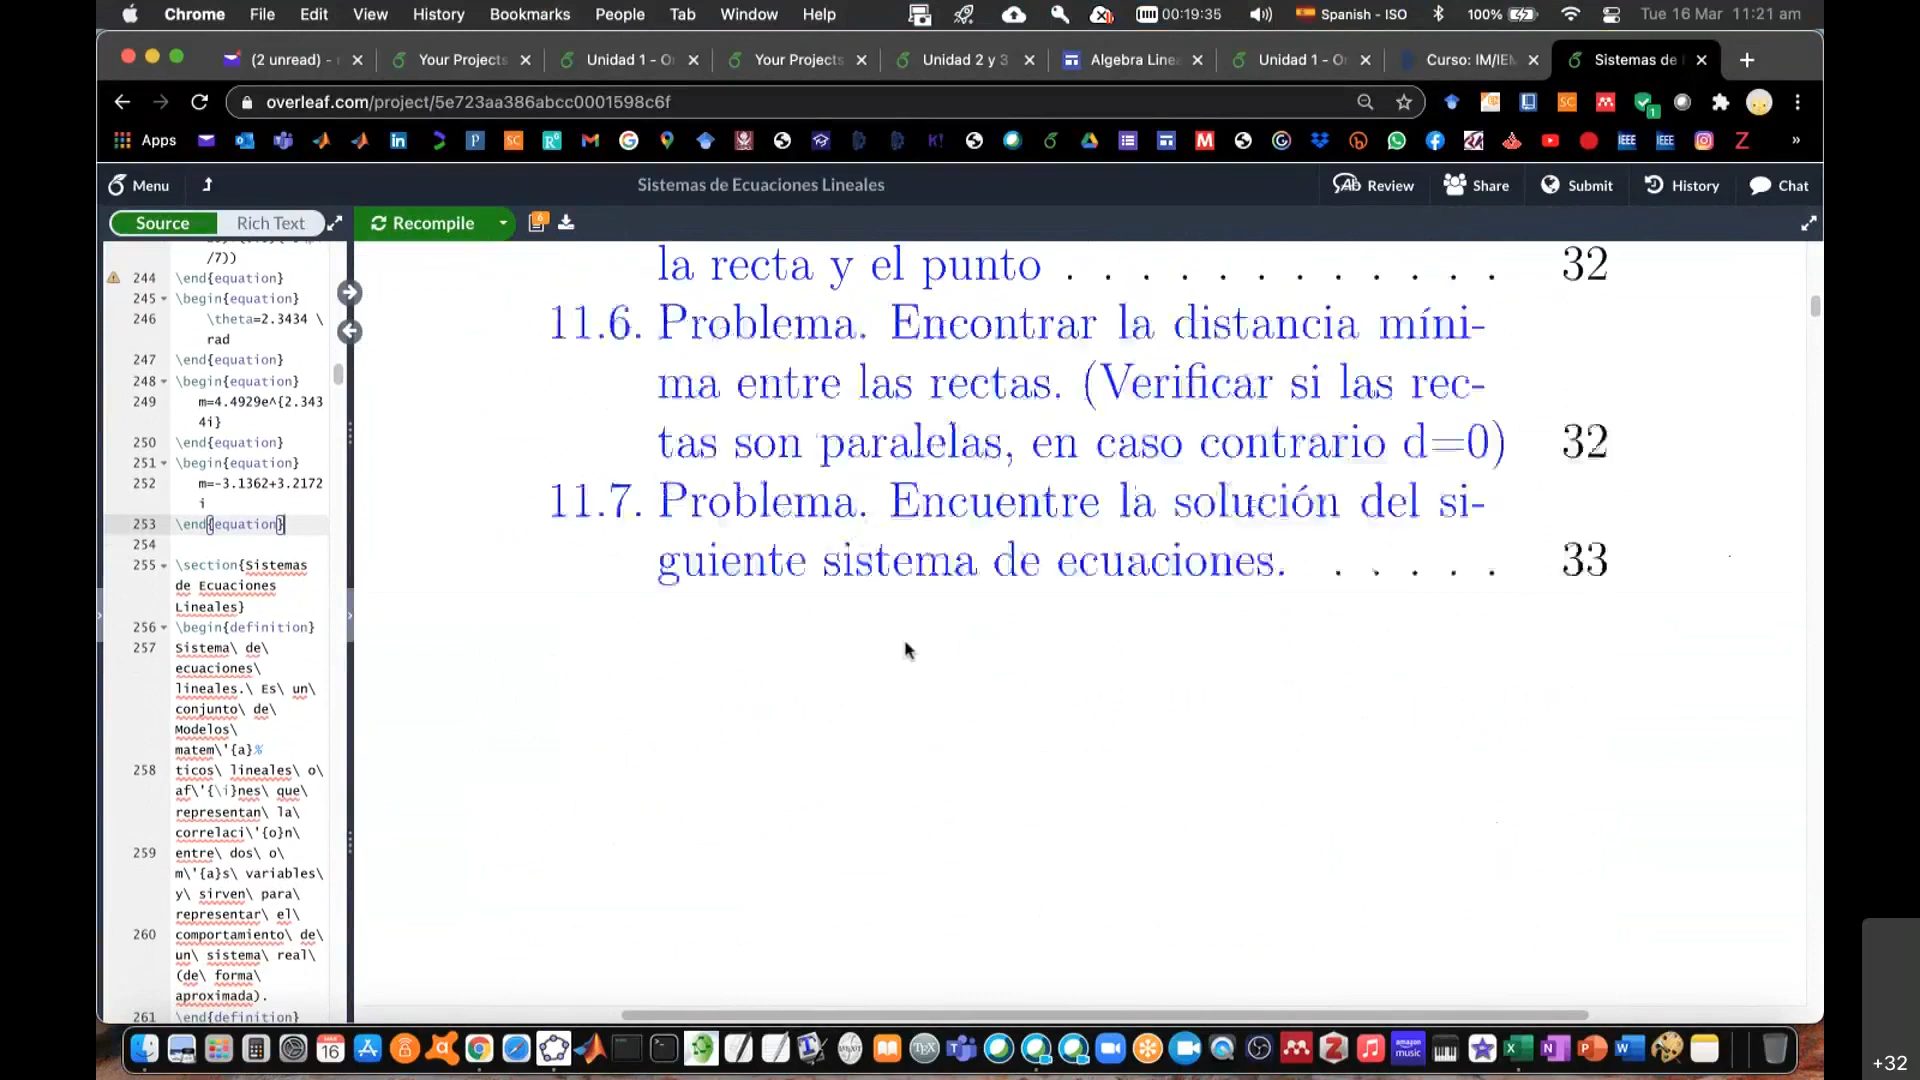 Chrome File Edit View History Bookmarks People Tab Window Help 00:19:35 Spanish - ISO 100% Tue 16 Mar 11:21 am
(2 unread) - Your Projects Unidad 1 - O Your Projects Unidad 2 y 3 Algebra Linea Unidad 1 - O Curso: IM/IEM Sistemas de
overleaf.com/project/5e723aa386abcc0001598c6f
Apps
Menu Sistemas de Ecuaciones Lineales Review Share Submit History Chat
Source Rich Text Recompile
/7))
244 \end{equation}
245 \begin{equation}
246 \theta=2.3434 \
rad
247 \end{equation}
248 \begin{equation}
249 m=4.4929e^{2.343
4i}
250 \end{equation}
251 \begin{equation}
252 m=-3.1362+3.2172
i
253 \end{equation}
254
255 \section{Sistemas
de Ecuaciones
Lineales}
256 \begin{definition}
257 Sistema\ de\
ecuaciones\
lineales.\ Es\ un\
conjunto\ de\
Modelos\
matem\'{a}%
258 ticos\ lineales\ o\
af\'{\i}nes\ que\
representan\ la\
correlaci\'{o}n\
259 entre\ dos\ o\
m\'{a}s\ variables\
y\ sirven\ para\
representar\ el\
260 comportamiento\ de\
un\ sistema\ real\
(de\ forma\
aproximada).
261 \end{definition}
la recta y el punto . . . . . . . . . . . . 32
11.6. Problema. Encontrar la distancia míni-
ma entre las rectas. (Verificar si las rec-
tas son paralelas, en caso contrario d=0) 32
11.7. Problema. Encuentre la solución del si-
guiente sistema de ecuaciones. . . . . . 33
+32